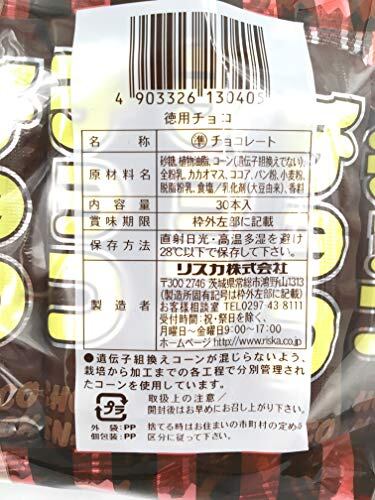 4 903326 130405
徳用チョコ
名称 準チョコレート
原材料名 砂糖、植物油脂、コーン(遺伝子組換えでない)、
全粉乳、カカオマス、ココア、パン粉、小麦粉、
脱脂粉乳、食塩/乳化剤(大豆由来)、香料
内容量 30本入
賞味期限 枠外左部に記載
保存方法 直射日光・高温多湿を避け
28℃以下で保存して下さい。
製造者 リスカ株式会社
〒300 2746 茨城県常総市鴻野山1313
(製造所固有記号は枠外左部に記載)
お客様相談室 TEL0297 43 8111
受付時間:祝・祭日を除く、
月曜日〜金曜日9:00〜17:00
ホームページ http://www.riska.co.jp
●遺伝子組換えコーンが混じらないよう、
栽培から加工までの各工程で分別管理され
たコーンを使用しています。
取扱上の注意
開封後はお早めにお召し上がり下さい。
プラ
外袋:PP
個包装:PP
捨てる時はお住まいの市町村の定める
区分に従って下さい。